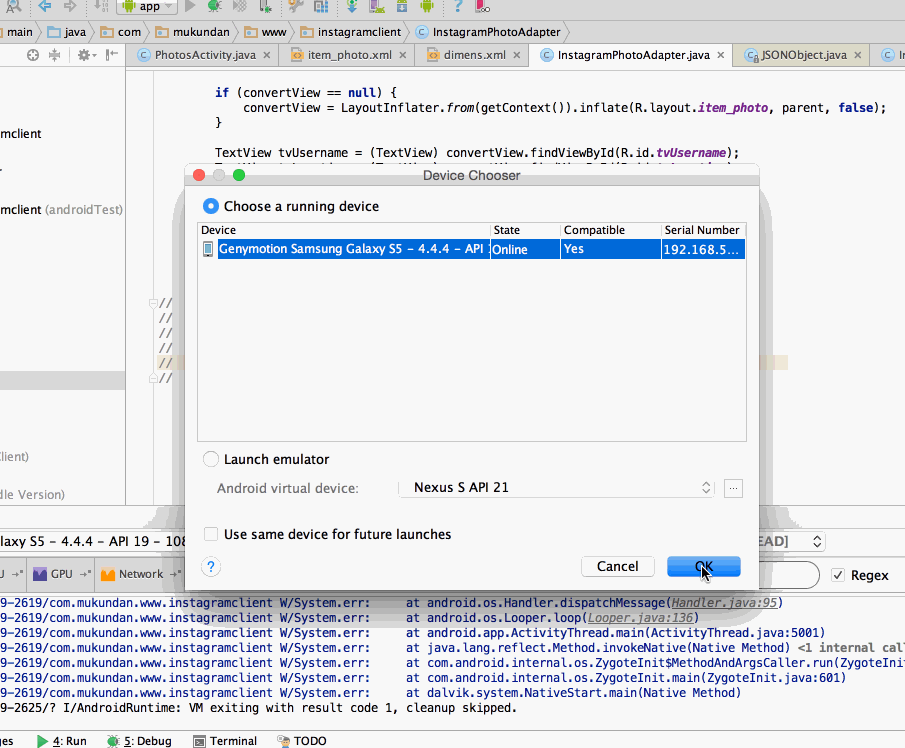 app
main java com mukundan www instagramclient InstagramPhotoAdapter
PhotosActivity.java item_photo.xml dimens.xml InstagramPhotoAdapter.java JSONObject.java
if (convertView == null) {
convertView = LayoutInflater.from(getContext()).inflate(R.layout.item_photo, parent, false);
}
mclient
TextView tvUsername = (TextView) convertView.findViewById(R.id.tvUsername);
Device Chooser
Choose a running device
mclient (androidTest)
Device State Compatible Serial Number
Genymotion Samsung Galaxy S5 - 4.4.4 - API Online Yes 192.168.5...
//
//
//
//
//
//
Launch emulator
lient)
Android virtual device: Nexus S API 21 ...
dle Version)
Use same device for future launches
laxy S5 - 4.4.4 - API 19 - 108 EAD]
? Cancel OK
U GPU Network Regex
9-2619/com.mukundan.www.instagramclient W/System.err: at android.os.Handler.dispatchMessage(Handler.java:95)
9-2619/com.mukundan.www.instagramclient W/System.err: at android.os.Looper.loop(Looper.java:136)
9-2619/com.mukundan.www.instagramclient W/System.err: at android.app.ActivityThread.main(ActivityThread.java:5001)
9-2619/com.mukundan.www.instagramclient W/System.err: at java.lang.reflect.Method.invokeNative(Native Method) <1 internal call
9-2619/com.mukundan.www.instagramclient W/System.err: at com.android.internal.os.ZygoteInit$MethodAndArgsCaller.run(ZygoteIni
9-2619/com.mukundan.www.instagramclient W/System.err: at com.android.internal.os.ZygoteInit.main(ZygoteInit.java:601)
9-2619/com.mukundan.www.instagramclient W/System.err: at dalvik.system.NativeStart.main(Native Method)
9-2625/? I/AndroidRuntime: VM exiting with result code 1, cleanup skipped.
ges 4: Run 5: Debug Terminal TODO